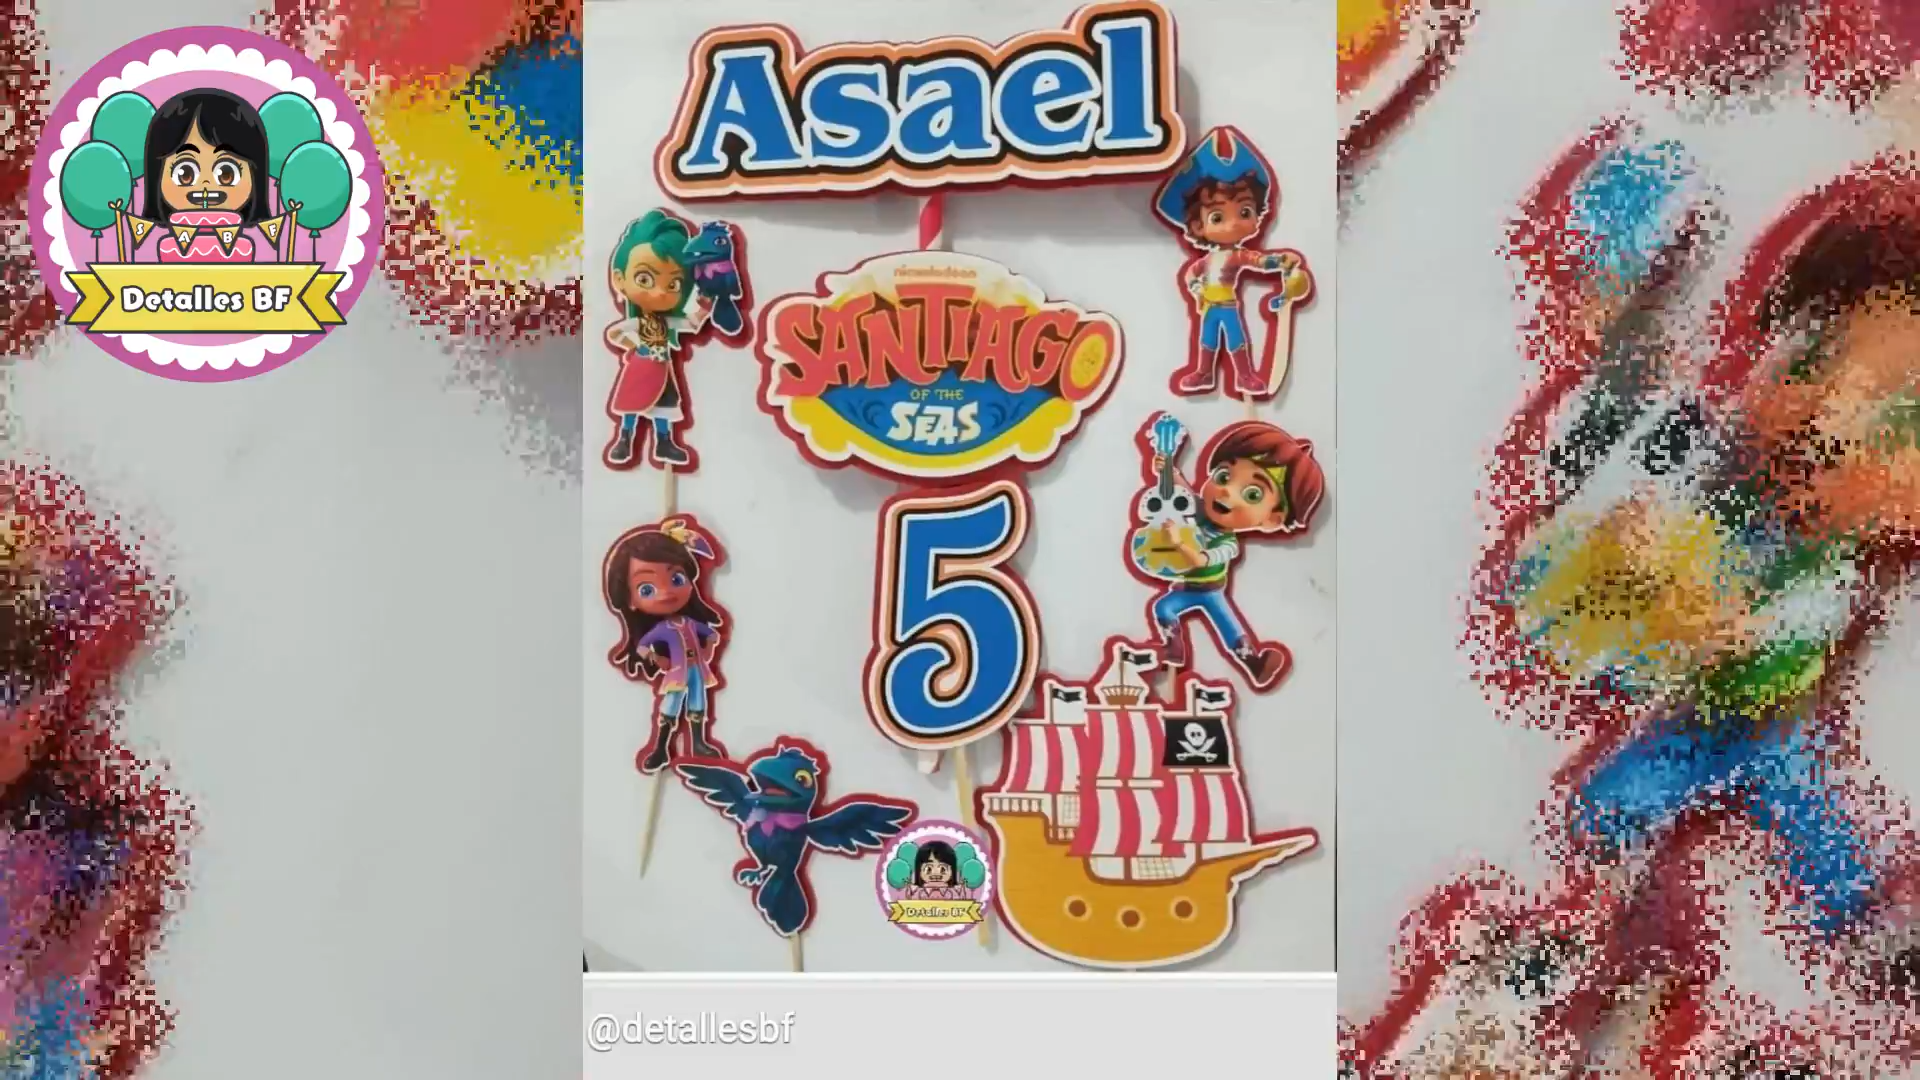 Asael
nickelodeon
SANTIAGO
OF THE
SEAS
5
S A B F
Detalles BF
Detalles BF
@detallesbf